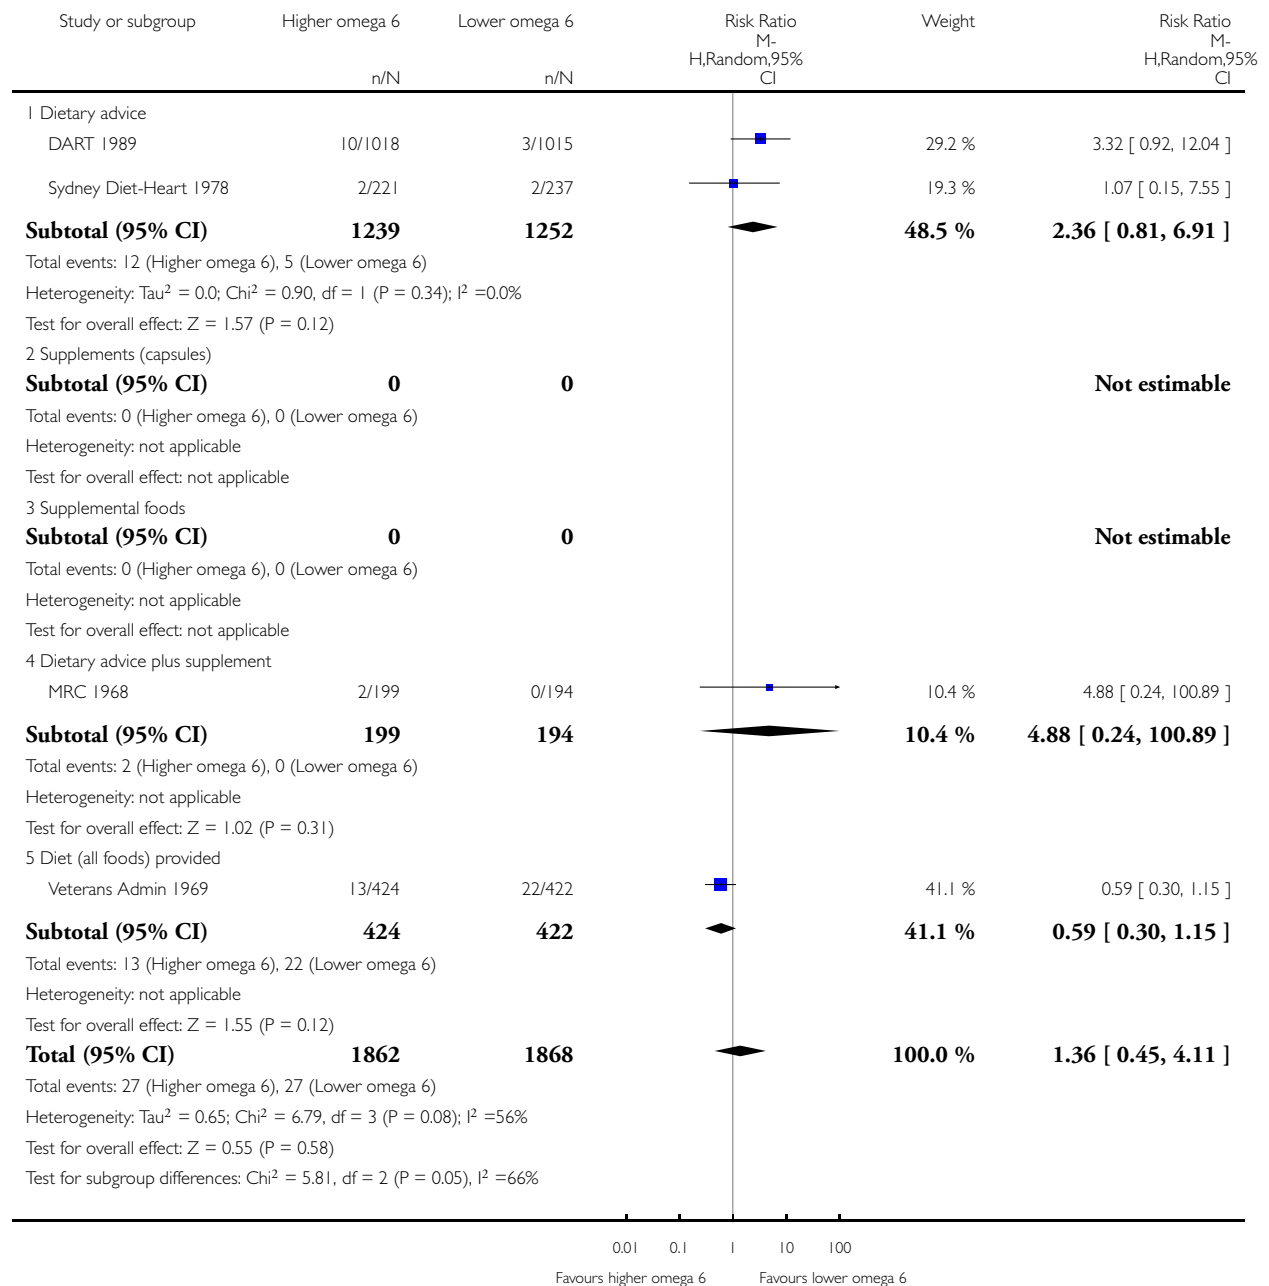 Study or subgroup Higher omega 6 Lower omega 6 Risk Ratio Weight Risk Ratio
M- M-
H,Random,95% H,Random,95%
n/N n/N CI CI
1 Dietary advice
DART 1989 10/1018 3/1015 29.2 % 3.32 [ 0.92, 12.04 ]
Sydney Diet-Heart 1978 2/221 2/237 19.3 % 1.07 [ 0.15, 7.55 ]
Subtotal (95% CI) 1239 1252 48.5 % 2.36 [ 0.81, 6.91 ]
Total events: 12 (Higher omega 6), 5 (Lower omega 6)
Heterogeneity: Tau² = 0.0; Chi² = 0.90, df = 1 (P = 0.34); I² =0.0%
Test for overall effect: Z = 1.57 (P = 0.12)
2 Supplements (capsules)
Subtotal (95% CI) 0 0 Not estimable
Total events: 0 (Higher omega 6), 0 (Lower omega 6)
Heterogeneity: not applicable
Test for overall effect: not applicable
3 Supplemental foods
Subtotal (95% CI) 0 0 Not estimable
Total events: 0 (Higher omega 6), 0 (Lower omega 6)
Heterogeneity: not applicable
Test for overall effect: not applicable
4 Dietary advice plus supplement
MRC 1968 2/199 0/194 10.4 % 4.88 [ 0.24, 100.89 ]
Subtotal (95% CI) 199 194 10.4 % 4.88 [ 0.24, 100.89 ]
Total events: 2 (Higher omega 6), 0 (Lower omega 6)
Heterogeneity: not applicable
Test for overall effect: Z = 1.02 (P = 0.31)
5 Diet (all foods) provided
Veterans Admin 1969 13/424 22/422 41.1 % 0.59 [ 0.30, 1.15 ]
Subtotal (95% CI) 424 422 41.1 % 0.59 [ 0.30, 1.15 ]
Total events: 13 (Higher omega 6), 22 (Lower omega 6)
Heterogeneity: not applicable
Test for overall effect: Z = 1.55 (P = 0.12)
Total (95% CI) 1862 1868 100.0 % 1.36 [ 0.45, 4.11 ]
Total events: 27 (Higher omega 6), 27 (Lower omega 6)
Heterogeneity: Tau² = 0.65; Chi² = 6.79, df = 3 (P = 0.08); I² =56%
Test for overall effect: Z = 0.55 (P = 0.58)
Test for subgroup differences: Chi² = 5.81, df = 2 (P = 0.05), I² =66%
0.01 0.1 1 10 100
Favours higher omega 6 Favours lower omega 6